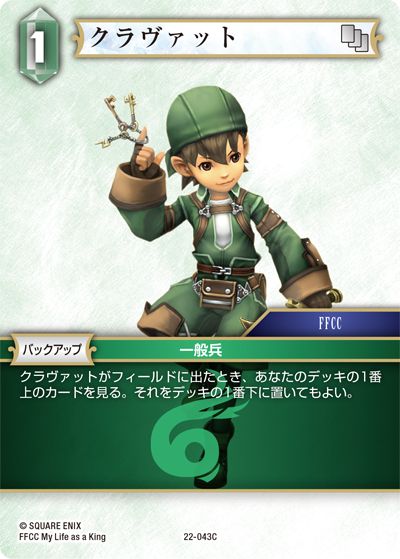 1
クラヴァット
FFCC
バックアップ
一般兵
クラヴァットがフィールドに出たとき、あなたのデッキの1番
上のカードを見る。それをデッキの1番下に置いてもよい。
© SQUARE ENIX
FFCC My Life as a King
22-043C